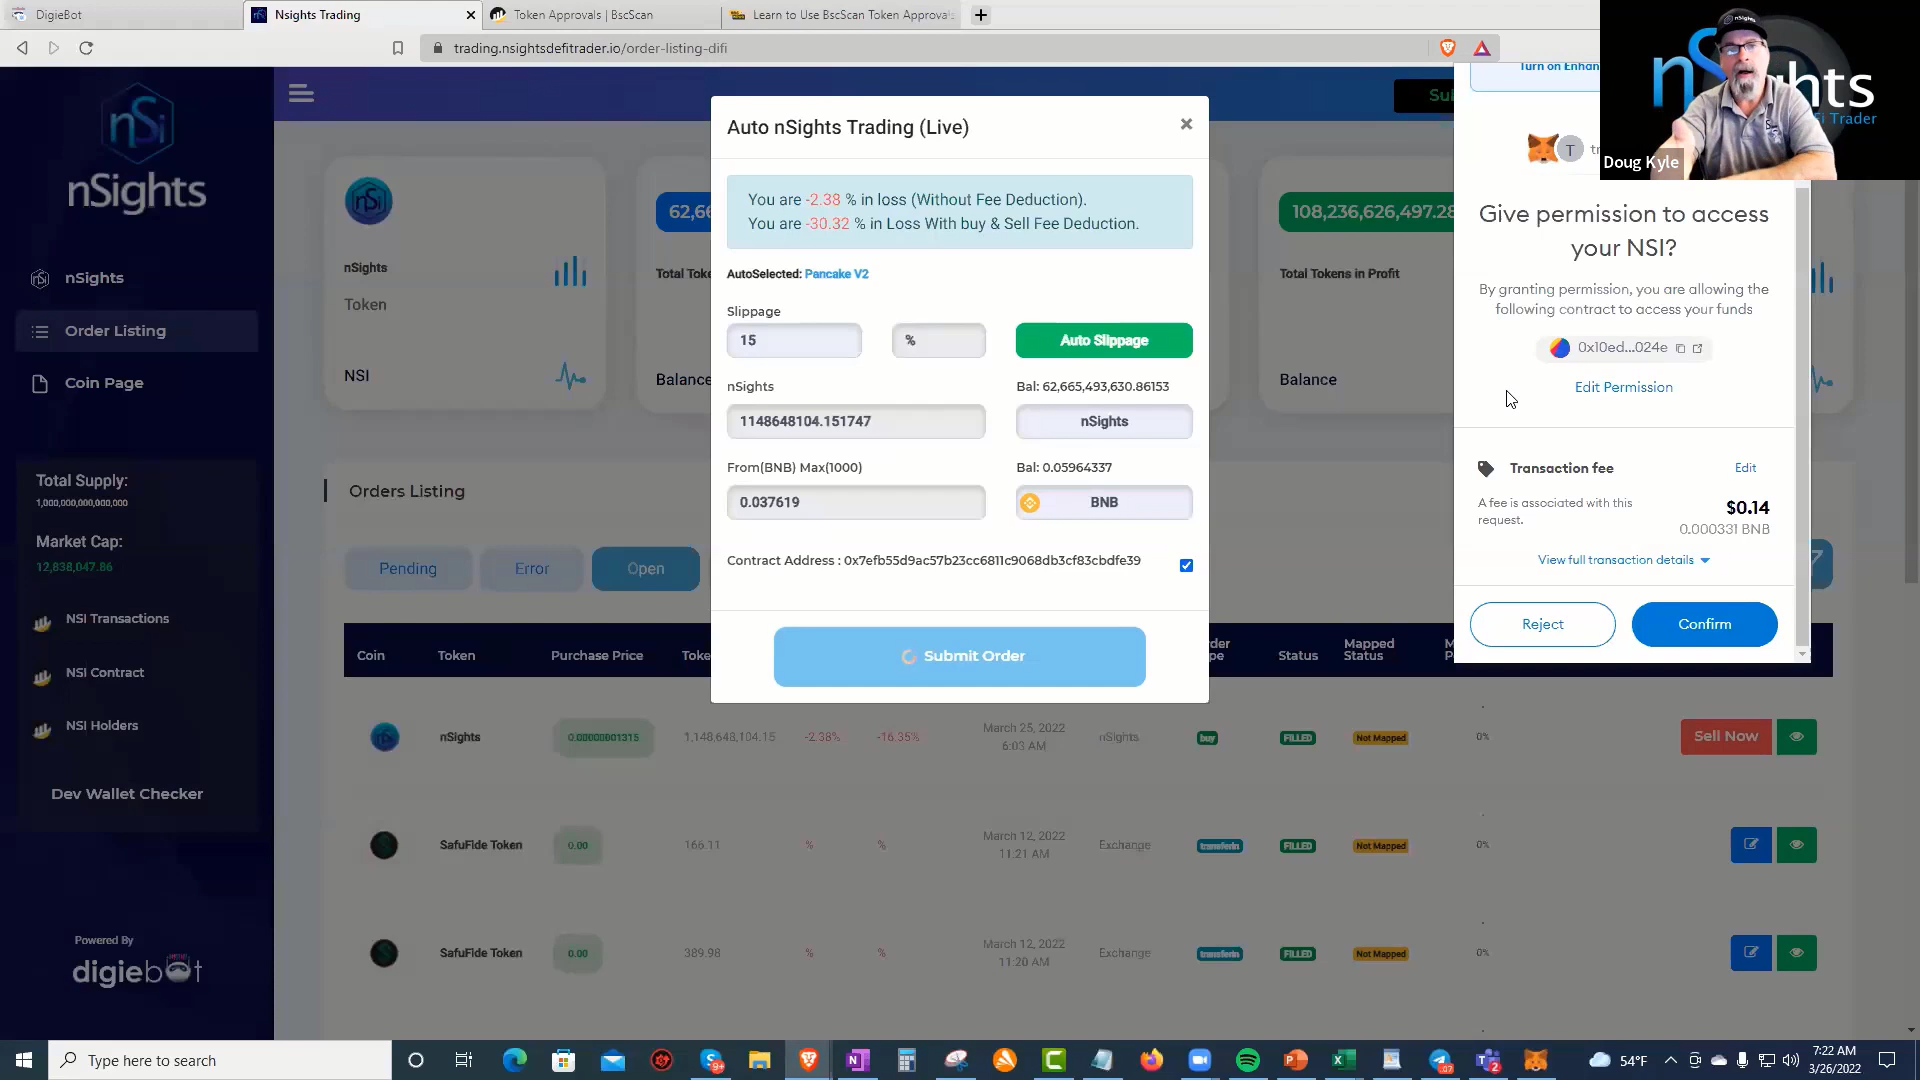 DigieBot
Nsights Trading
Token Approvals | BscScan
Learn to Use BscScan Token Approvals
trading.nsightsdefitrader.io/order-listing-difi
nSights
Trader
Doug Kyle
nSi
nSights
nSights
Order Listing
Coin Page
Total Supply:
1,000,000,000,000,000
Market Cap:
12,838,047.86
NSI Transactions
NSI Contract
NSI Holders
Dev Wallet Checker
Powered By
digiebot
nSights
Token
NSI
62,66
Total Toke
Balance
108,236,626,497.28
Total Tokens in Profit
Balance
Orders Listing
Pending
Error
Open
Auto nSights Trading (Live)
×
You are -2.38 % in loss (Without Fee Deduction).
You are -30.32 % in Loss With buy & Sell Fee Deduction.
AutoSelected: Pancake V2
Slippage
15
%
Auto Slippage
nSights
Bal: 62,665,493,630.86153
1148648104.151747
nSights
From(BNB) Max(1000)
Bal: 0.05964337
0.037619
BNB
Contract Address : 0x7efb55d9ac57b23cc6811c9068db3cf83cbdfe39
Submit Order
Turn on Enhan
T
Give permission to access
your NSI?
By granting permission, you are allowing the
following contract to access your funds
0x10ed...024e
Edit Permission
Transaction fee
Edit
A fee is associated with this
request.
$0.14
0.000331 BNB
View full transaction details
Reject
Confirm
Coin
Token
Purchase Price
Status
Mapped
Status
nSights
0.00000001315
1,148,648,104.15
-2.38%
-16.35%
March 25, 2022
6:03 AM
nSights
buy
FILLED
Not Mapped
0%
Sell Now
SafuFide Token
0.00
166.11
%
%
March 12, 2022
11:21 AM
Exchange
transferin
FILLED
Not Mapped
0%
SafuFide Token
0.00
389.98
%
%
March 12, 2022
11:20 AM
Exchange
transferin
FILLED
Not Mapped
0%
Type here to search
54°F
7:22 AM
3/26/2022